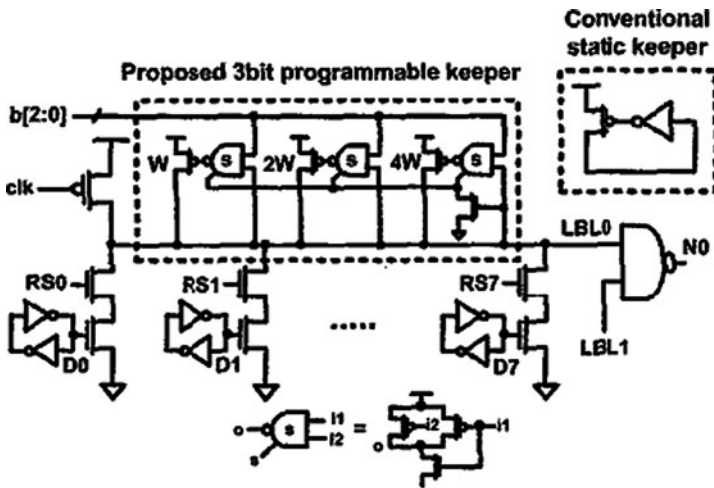 Conventional
static keeper
Proposed 3bit programmable keeper
b[2:0]
W
s
2W
s
4W
s
clk
LBL0
N0
RS0
RS1
RS7
LBL1
D0
D1
D7
.....
o
s
s
i1
i2
=
i2
i1
o